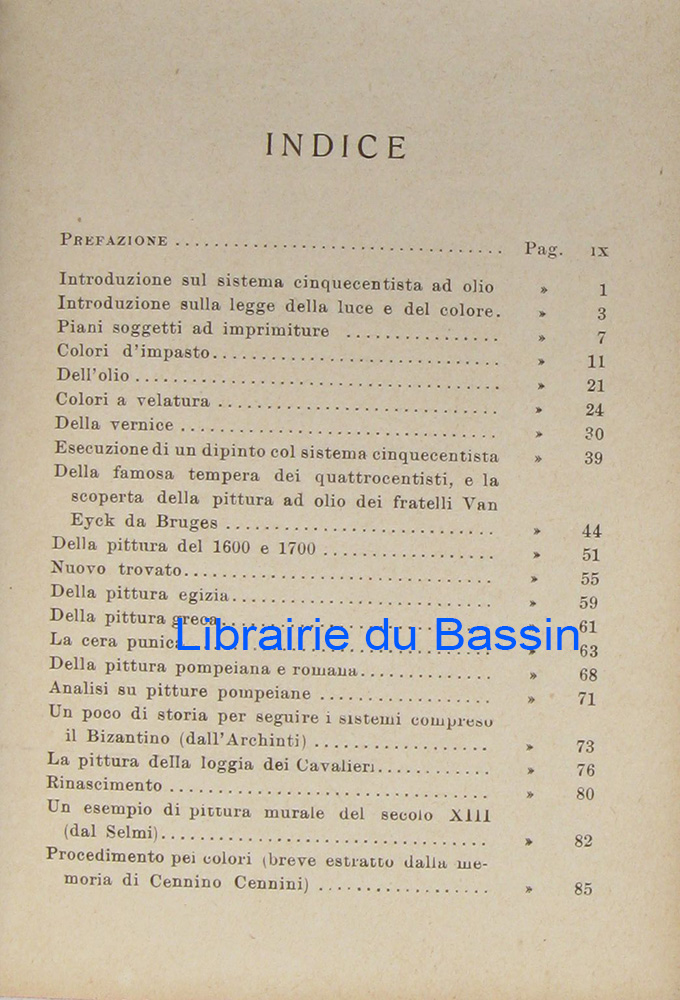 INDICE
PREFAZIONE ................................. Pag. IX
Introduzione sul sistema cinquecentista ad olio » 1
Introduzione sulla legge della luce e del colore. » 3
Piani soggetti ad imprimiture ................ » 7
Colori d'impasto............................. » 11
Dell'olio ..................................... » 21
Colori a velatura ............................ » 24
Della vernice ................................ » 30
Esecuzione di un dipinto col sistema cinquecentista » 39
Della famosa tempera dei quattrocentisti, e la
scoperta della pittura ad olio dei fratelli Van
Eyck da Bruges ........................... » 44
Della pittura del 1600 e 1700 ................. » 51
Nuovo trovato............................... » 55
Della pittura egizia.......................... » 59
Della pittura greca........................... » 61
La cera punica .............................. » 63
Della pittura pompeiana e romana............. » 68
Analisi su pitture pompeiane ................. » 71
Un poco di storia per seguire i sistemi compreso
il Bizantino (dall'Archinti) .................. » 73
La pittura della loggia dei Cavalieri........... » 76
Rinascimento ................................ » 80
Un esempio di pittura murale del secolo XIII
(dal Selmi)................................. » 82
Procedimento pei colori (breve estratto dalla me-
moria di Cennino Cennini) .................. » 85
Librairie du Bassin